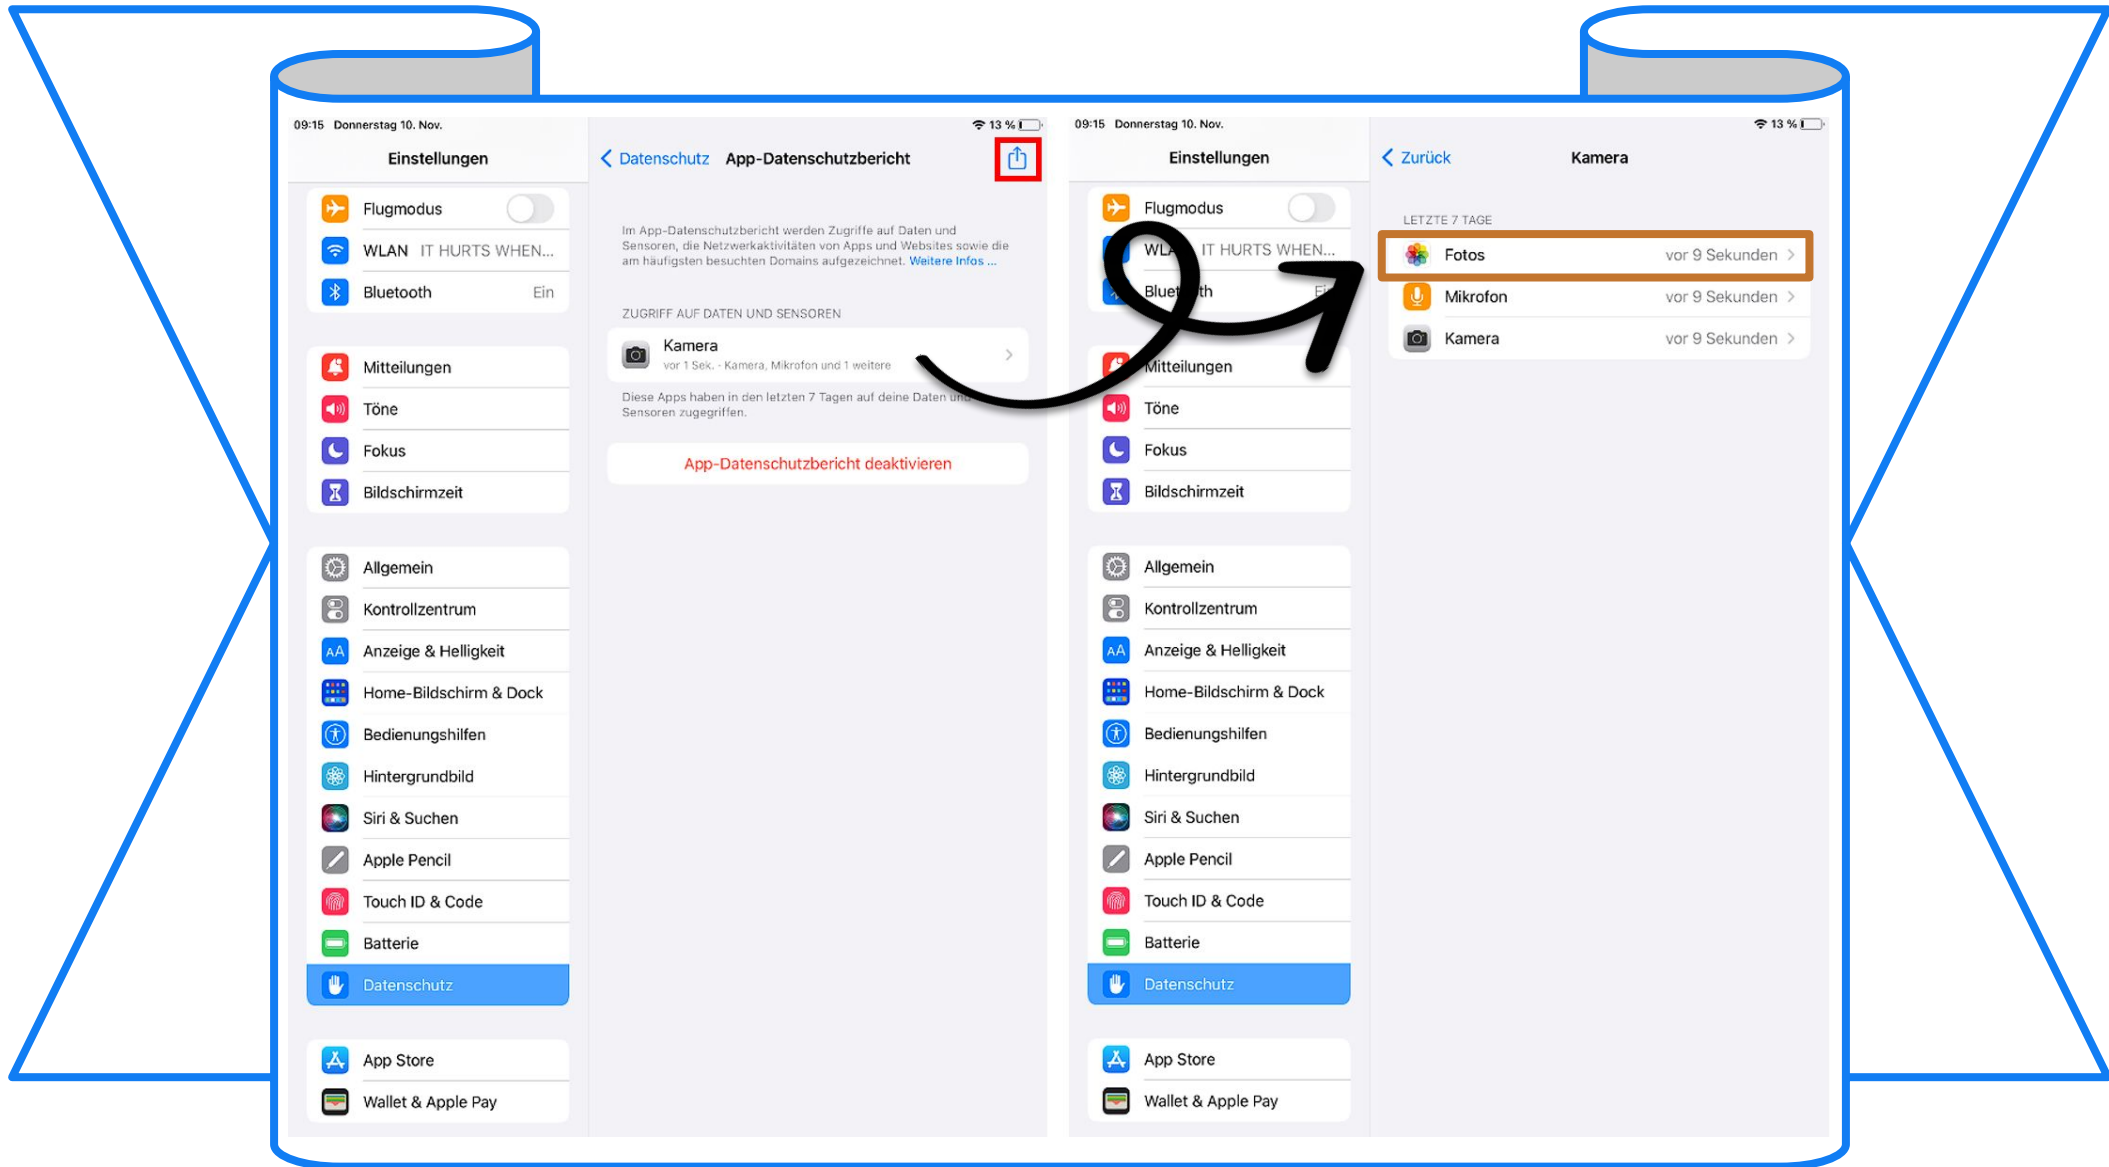 09:15 Donnerstag 10. Nov.
13 %
Einstellungen
Flugmodus
WLAN IT HURTS WHEN...
Bluetooth Ein
Mitteilungen
Töne
Fokus
Bildschirmzeit
Allgemein
Kontrollzentrum
AA Anzeige & Helligkeit
Home-Bildschirm & Dock
Bedienungshilfen
Hintergrundbild
Siri & Suchen
Apple Pencil
Touch ID & Code
Batterie
Datenschutz
App Store
Wallet & Apple Pay
Datenschutz App-Datenschutzbericht
Im App-Datenschutzbericht werden Zugriffe auf Daten und
Sensoren, die Netzwerkaktivitäten von Apps und Websites sowie die
am häufigsten besuchten Domains aufgezeichnet. Weitere Infos ...
ZUGRIFF AUF DATEN UND SENSOREN
Kamera
vor 1 Sek. - Kamera, Mikrofon und 1 weitere
Diese Apps haben in den letzten 7 Tagen auf deine Daten und
Sensoren zugegriffen.
App-Datenschutzbericht deaktivieren
09:15 Donnerstag 10. Nov.
13 %
Einstellungen
Flugmodus
IT HURTS WHEN...
Mitteilungen
Töne
Fokus
Bildschirmzeit
Allgemein
Kontrollzentrum
AA Anzeige & Helligkeit
Home-Bildschirm & Dock
Bedienungshilfen
Hintergrundbild
Siri & Suchen
Apple Pencil
Touch ID & Code
Batterie
Datenschutz
App Store
Wallet & Apple Pay
Zurück Kamera
LETZTE 7 TAGE
Fotos vor 9 Sekunden
Mikrofon vor 9 Sekunden
Kamera vor 9 Sekunden